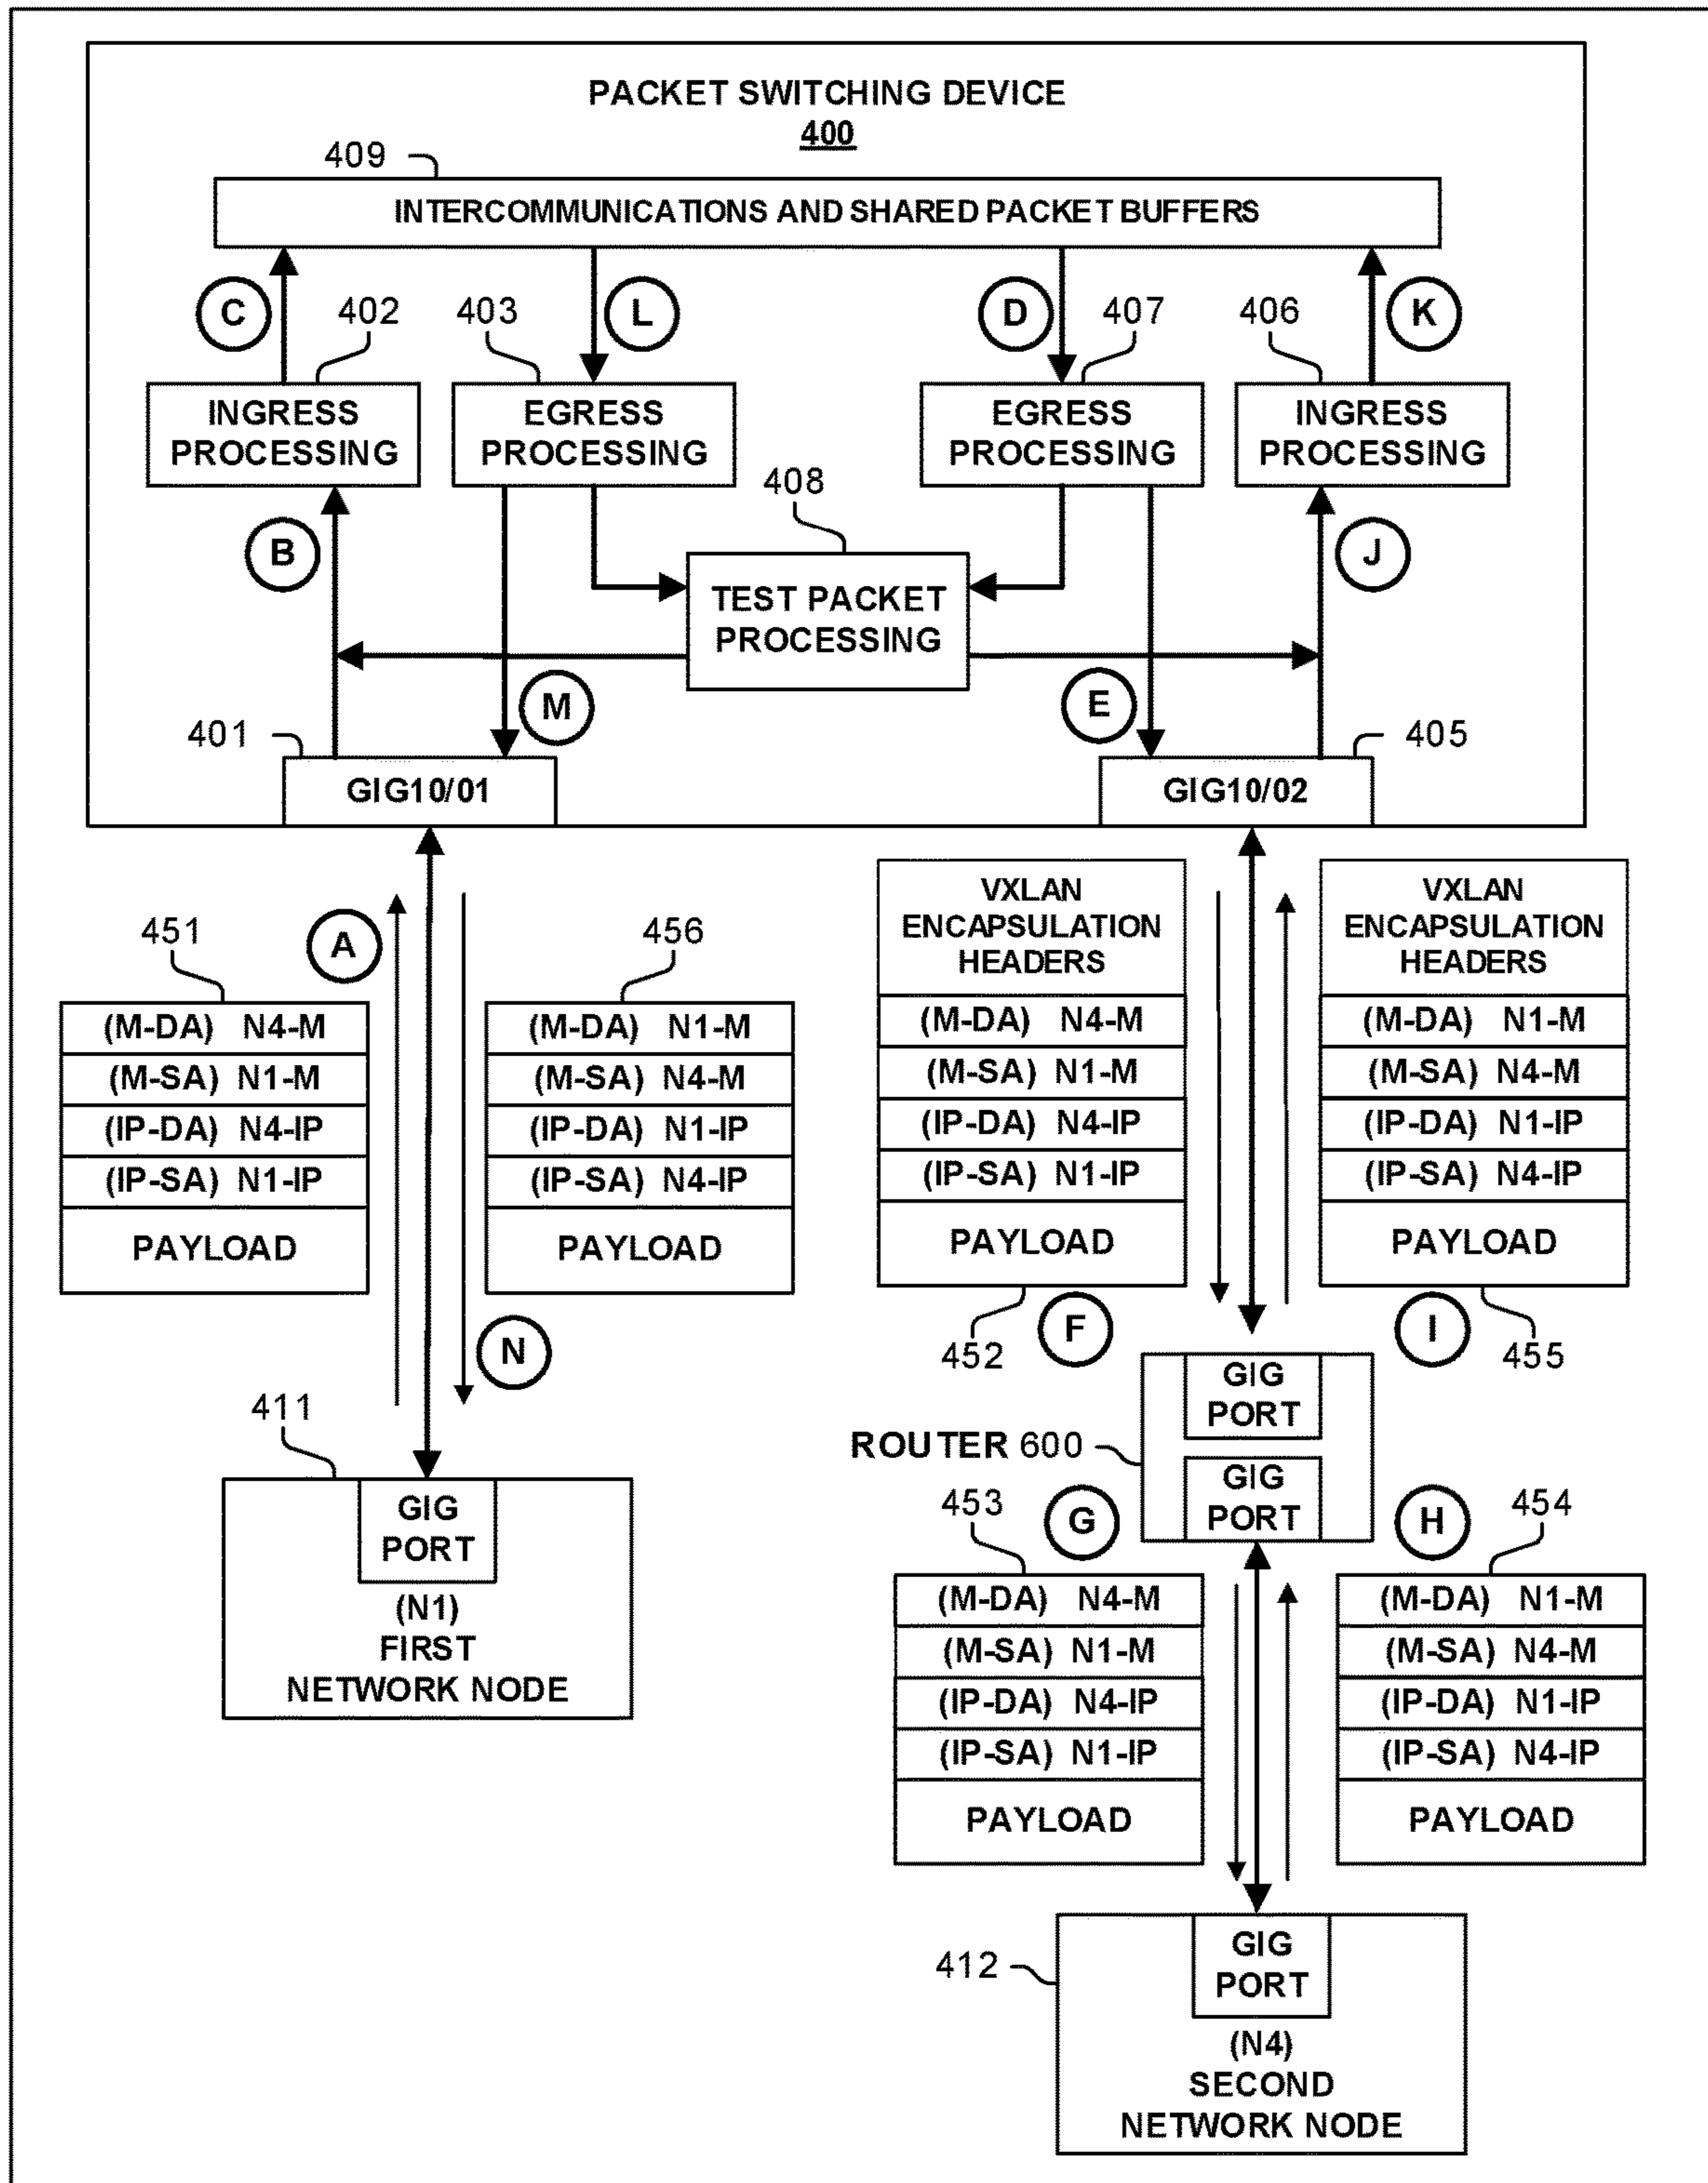 PACKET SWITCHING DEVICE
400
409
INTERCOMMUNICATIONS AND SHARED PACKET BUFFERS
C
402
403
L
D
407
406
K
INGRESS
PROCESSING
EGRESS
PROCESSING
EGRESS
PROCESSING
INGRESS
PROCESSING
408
B
J
TEST PACKET
PROCESSING
M
E
401
405
GIG10/01
GIG10/02
451
A
456
(M-DA) N4-M
(M-SA) N1-M
(IP-DA) N4-IP
(IP-SA) N1-IP
PAYLOAD
(M-DA) N1-M
(M-SA) N4-M
(IP-DA) N1-IP
(IP-SA) N4-IP
PAYLOAD
VXLAN
ENCAPSULATION
HEADERS
(M-DA) N4-M
(M-SA) N1-M
(IP-DA) N4-IP
(IP-SA) N1-IP
PAYLOAD
VXLAN
ENCAPSULATION
HEADERS
(M-DA) N1-M
(M-SA) N4-M
(IP-DA) N1-IP
(IP-SA) N4-IP
PAYLOAD
452
F
I
455
N
411
GIG
PORT
(N1)
FIRST
NETWORK NODE
GIG
PORT
ROUTER 600
GIG
PORT
453
G
H
454
(M-DA) N4-M
(M-SA) N1-M
(IP-DA) N4-IP
(IP-SA) N1-IP
PAYLOAD
(M-DA) N1-M
(M-SA) N4-M
(IP-DA) N1-IP
(IP-SA) N4-IP
PAYLOAD
412
GIG
PORT
(N4)
SECOND
NETWORK NODE